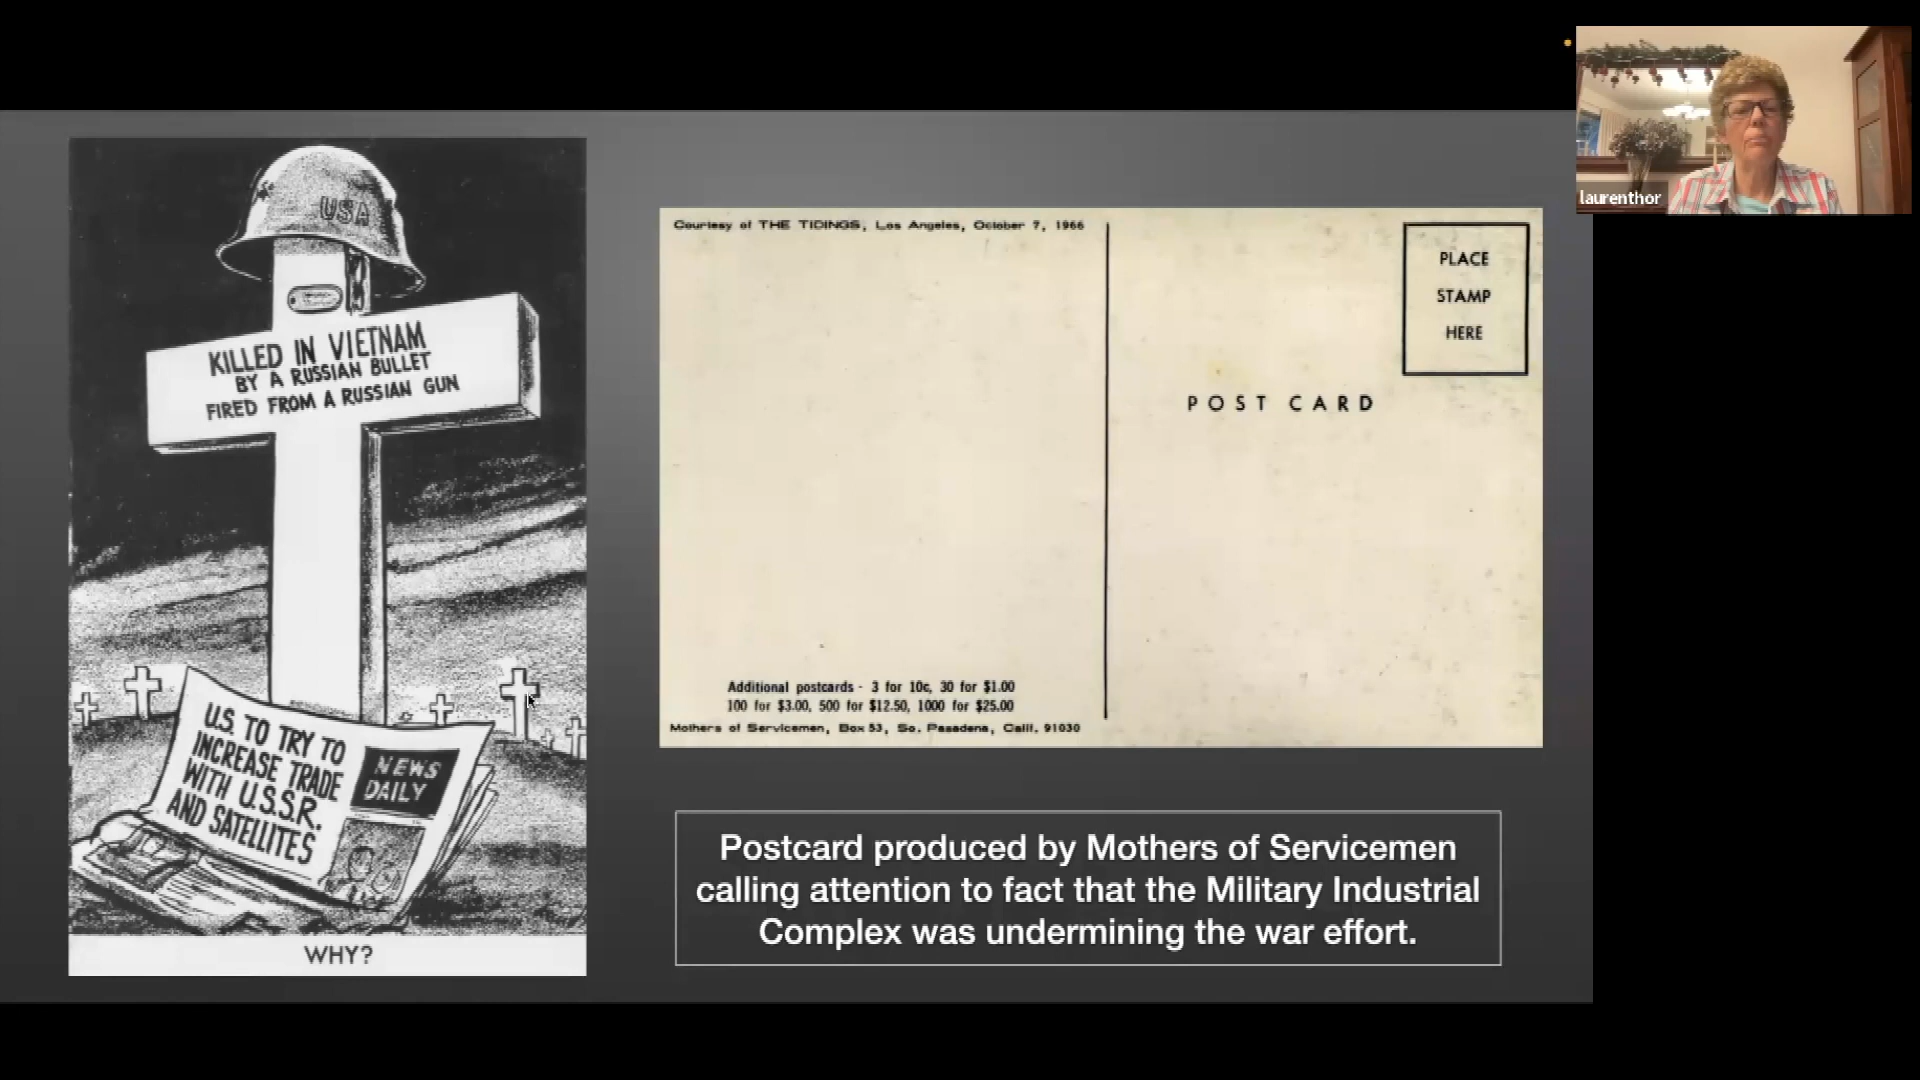 USA
KILLED IN VIETNAM
BY A RUSSIAN BULLET
FIRED FROM A RUSSIAN GUN
U.S. TO TRY TO
INCREASE TRADE
WITH U.S.S.R.
AND SATELLITES
NEWS
DAILY
WHY?
Courtesy of THE TIDINGS, Los Angeles, October 7, 1966
PLACE
STAMP
HERE
POST CARD
Additional postcards - 3 for 10c, 30 for $1.00
100 for $3.00, 500 for $12.50, 1000 for $25.00
Mothers of Servicemen, Box 53, So. Pasadena, Calif. 91030
Postcard produced by Mothers of Servicemen
calling attention to fact that the Military Industrial
Complex was undermining the war effort.
laurenthor